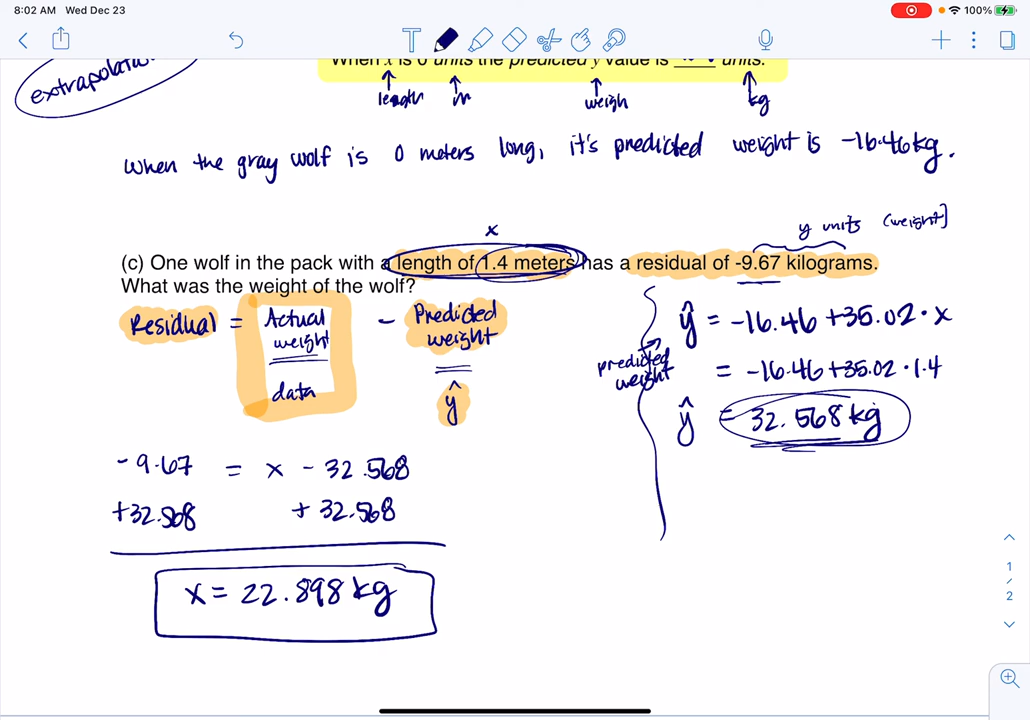 8:02 AM Wed Dec 23
100%
T
When x is 0 units the predicted y value is units.
length
m
weigh
kg
When the gray wolf is 0 meters long, it's predicted weight is -16.46kg.
x
y units (weight)
(c) One wolf in the pack with a length of 1.4 meters has a residual of -9.67 kilograms.
What was the weight of the wolf?
Residual = Actual weight - Predicted weight
data
ŷ
ŷ = -16.46 + 35.02 • x
predicted weight
= -16.46 + 35.02 • 1.4
ŷ = 32.568 kg
-9.67 = x - 32.568
+32.568 + 32.568
x = 22.898 kg
1
/
2